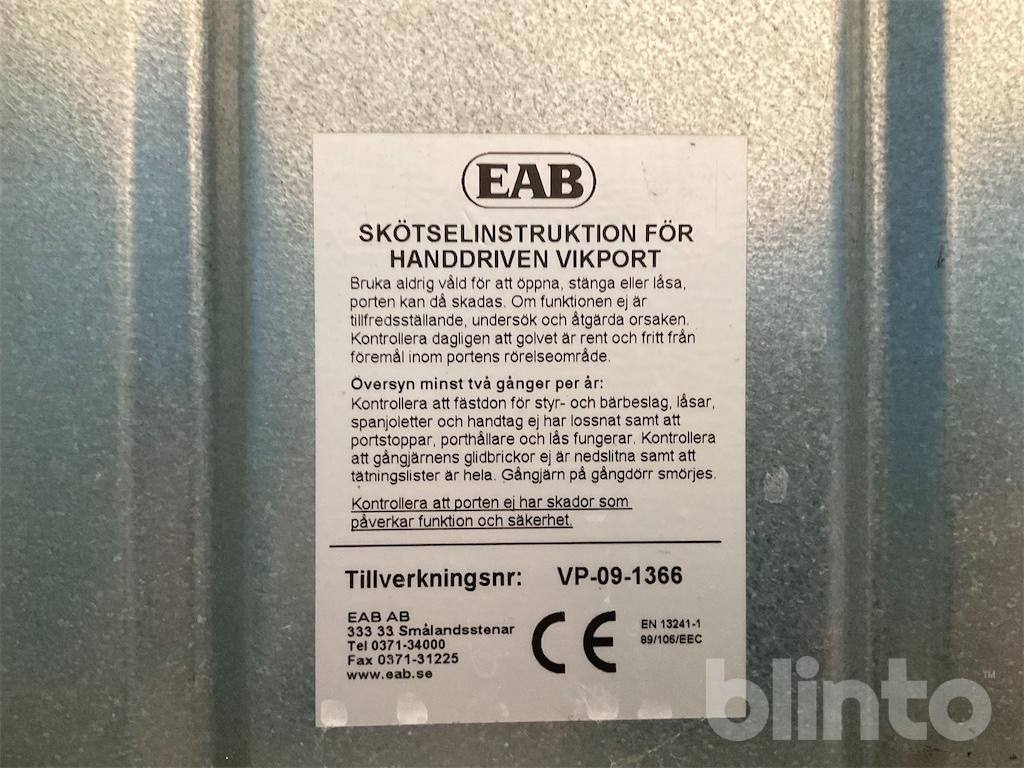 EAB
SKÖTSELINSTRUKTION FÖR
HANDDRIVEN VIKPORT
Bruka aldrig våld för att öppna, stänga eller låsa,
porten kan då skadas. Om funktionen ej är
tillfredsställande, undersök och åtgärda orsaken.
Kontrollera dagligen att golvet är rent och fritt från
föremål inom portens rörelseområde.
Översyn minst två gånger per år:
Kontrollera att fästdon för styr- och bärbeslag, låsar,
spanjoletter och handtag ej har lossnat samt att
portstoppar, porthållare och lås fungerar. Kontrollera
att gångjärnens glidbrickor ej är nedslitna samt att
tätningslister är hela. Gångjärn på gångdörr smörjes.
Kontrollera att porten ej har skador som
påverkar funktion och säkerhet.
Tillverkningsnr: VP-09-1366
EAB AB
333 33 Smålandsstenar
Tel 0371-34000
Fax 0371-31225
www.eab.se
CE
EN 13241-1
89/106/EEC
blinto™